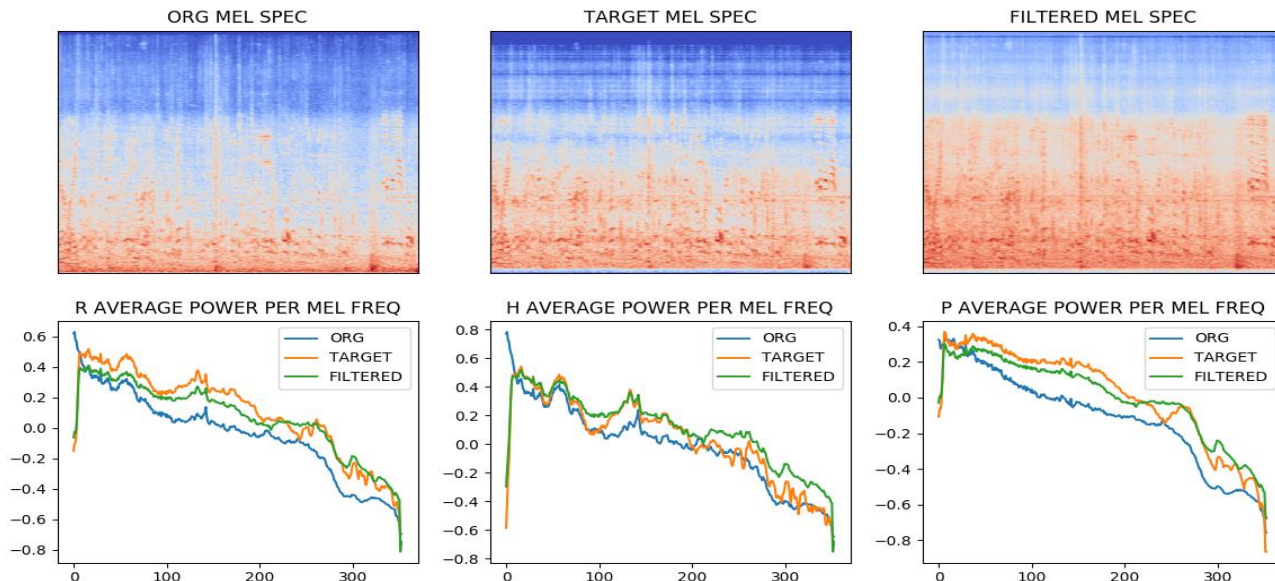 ORG MEL SPEC
TARGET MEL SPEC
FILTERED MEL SPEC
R AVERAGE POWER PER MEL FREQ
0.6
0.4
0.2
0.0
−0.2
−0.4
−0.6
−0.8
0 100 200 300
ORG
TARGET
FILTERED
H AVERAGE POWER PER MEL FREQ
0.8
0.6
0.4
0.2
0.0
−0.2
−0.4
−0.6
−0.8
0 100 200 300
ORG
TARGET
FILTERED
P AVERAGE POWER PER MEL FREQ
0.4
0.2
0.0
−0.2
−0.4
−0.6
−0.8
0 100 200 300
ORG
TARGET
FILTERED